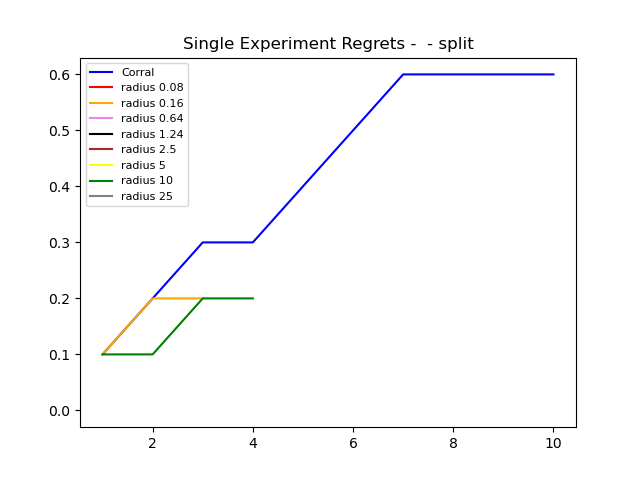 Single Experiment Regrets -  - split
Corral
radius 0.08
radius 0.16
radius 0.64
radius 1.24
radius 2.5
radius 5
radius 10
radius 25
0.6
0.5
0.4
0.3
0.2
0.1
0.0
2 4 6 8 10